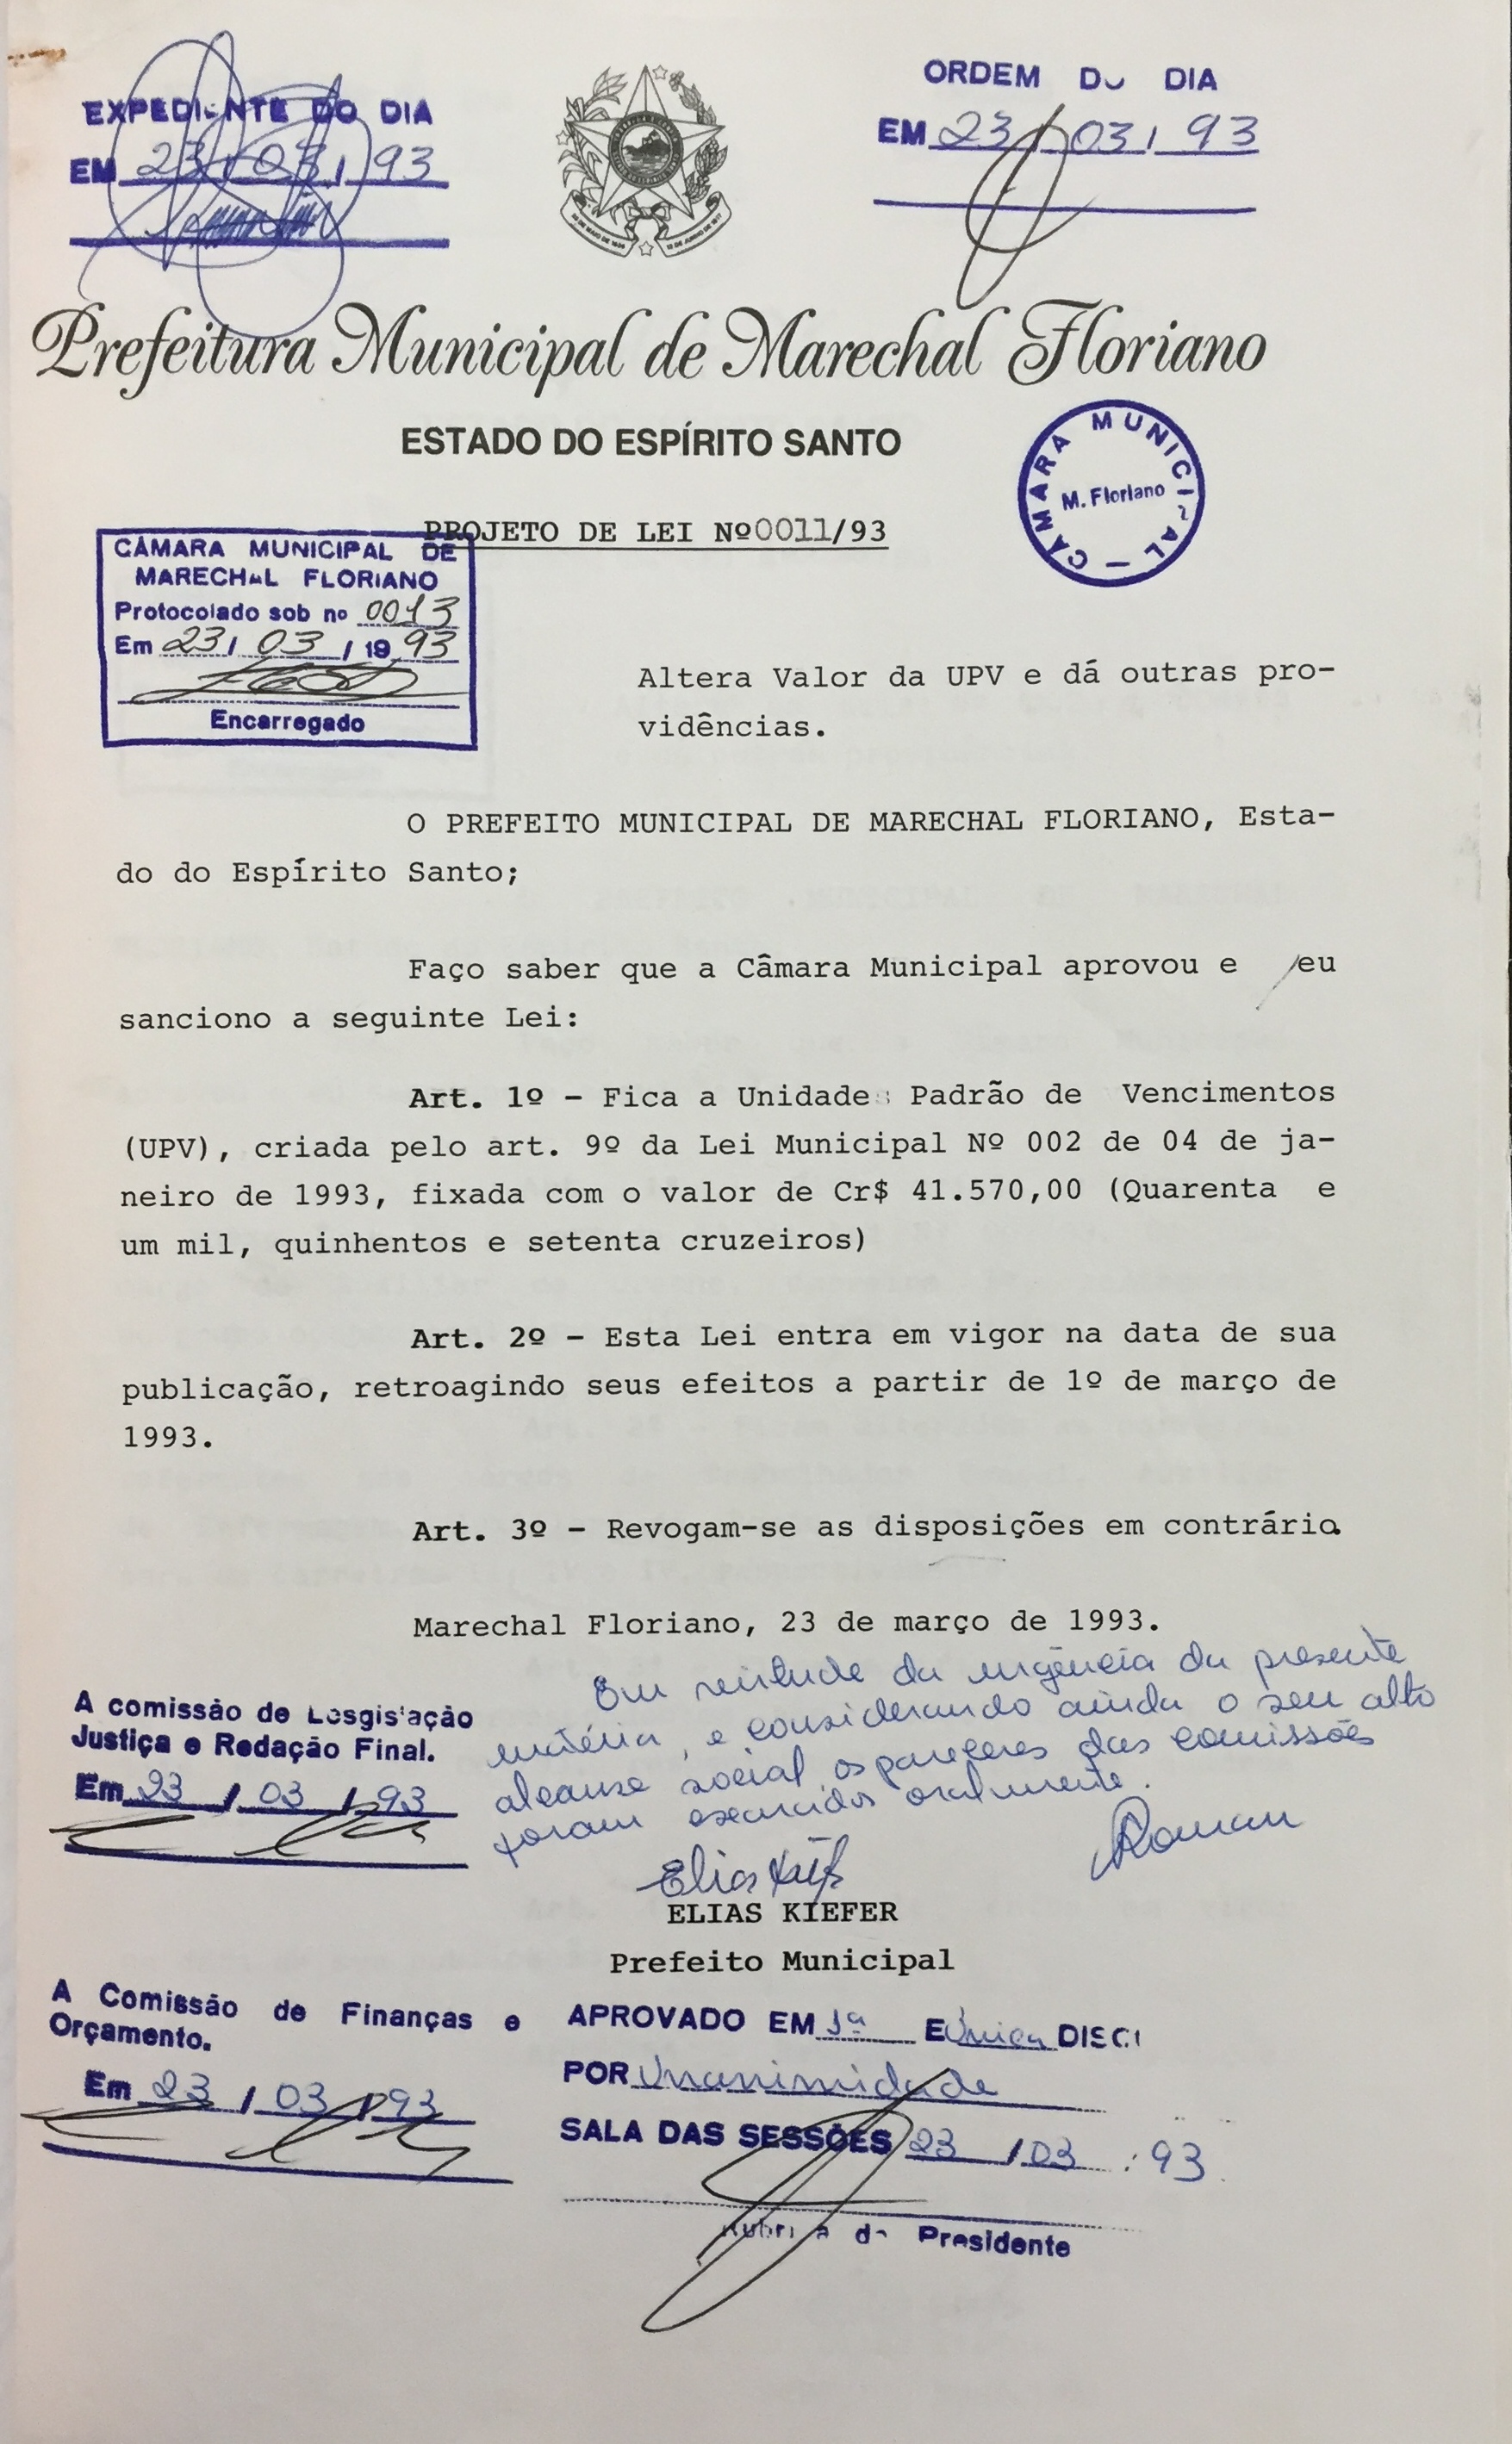 EXPEDIENTE DO DIA
EM 23 / 03 / 93
ORDEM DO DIA
EM 23 / 03 / 93
Prefeitura Municipal de Marechal Floriano
ESTADO DO ESPÍRITO SANTO
CÂMARA MUNICIPAL
M. Floriano
PROJETO DE LEI Nº0011/93
CÂMARA MUNICIPAL DE
MARECHAL FLORIANO
Protocolado sob nº 0013
Em 23 / 03 / 19 93
Encarregado
Altera Valor da UPV e dá outras pro-
vidências.
O PREFEITO MUNICIPAL DE MARECHAL FLORIANO, Esta-
do do Espírito Santo;
Faço saber que a Câmara Municipal aprovou e eu
sanciono a seguinte Lei:
Art. 1º - Fica a Unidade Padrão de Vencimentos
(UPV), criada pelo art. 9º da Lei Municipal Nº 002 de 04 de ja-
neiro de 1993, fixada com o valor de Cr$ 41.570,00 (Quarenta e
um mil, quinhentos e setenta cruzeiros)
Art. 2º - Esta Lei entra em vigor na data de sua
publicação, retroagindo seus efeitos a partir de 1º de março de
1993.
Art. 3º - Revogam-se as disposições em contrário.
Marechal Floriano, 23 de março de 1993.
Em virtude da urgência da presente
matéria, e considerando ainda o seu alto
alcanse social, os pareceres das comissões
foram exarados oralmente.
A comissão de Lesgislação
Justiça e Redação Final.
Em 23 / 03 / 93
Elias Kiefer
ELIAS KIEFER
Prefeito Municipal
A Comissão de Finanças e
Orçamento.
Em 23 / 03 / 93
APROVADO EM 1ª E Única DISC
POR Unanimidade
SALA DAS SESSÕES 23 / 03 / 93
Rubrica do Presidente